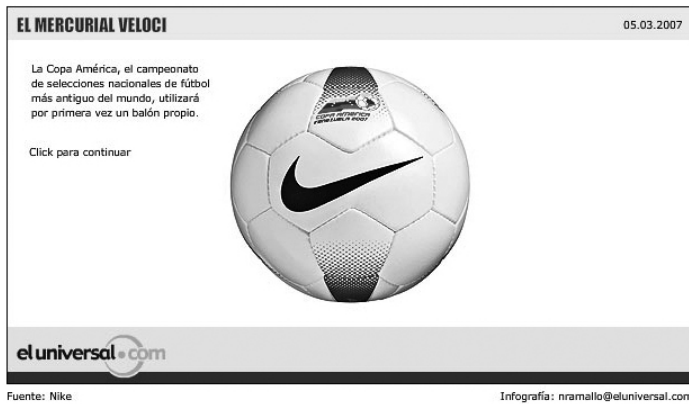 EL MERCURIAL VELOCI
05.03.2007
La Copa América, el campeonato
de selecciones nacionales de fútbol
más antiguo del mundo, utilizará
por primera vez un balón propio.
Click para continuar
COPA AMERICA
VENEZUELA 2007
eluniversal.com
Fuente: Nike
Infografía: nramallo@eluniversal.com